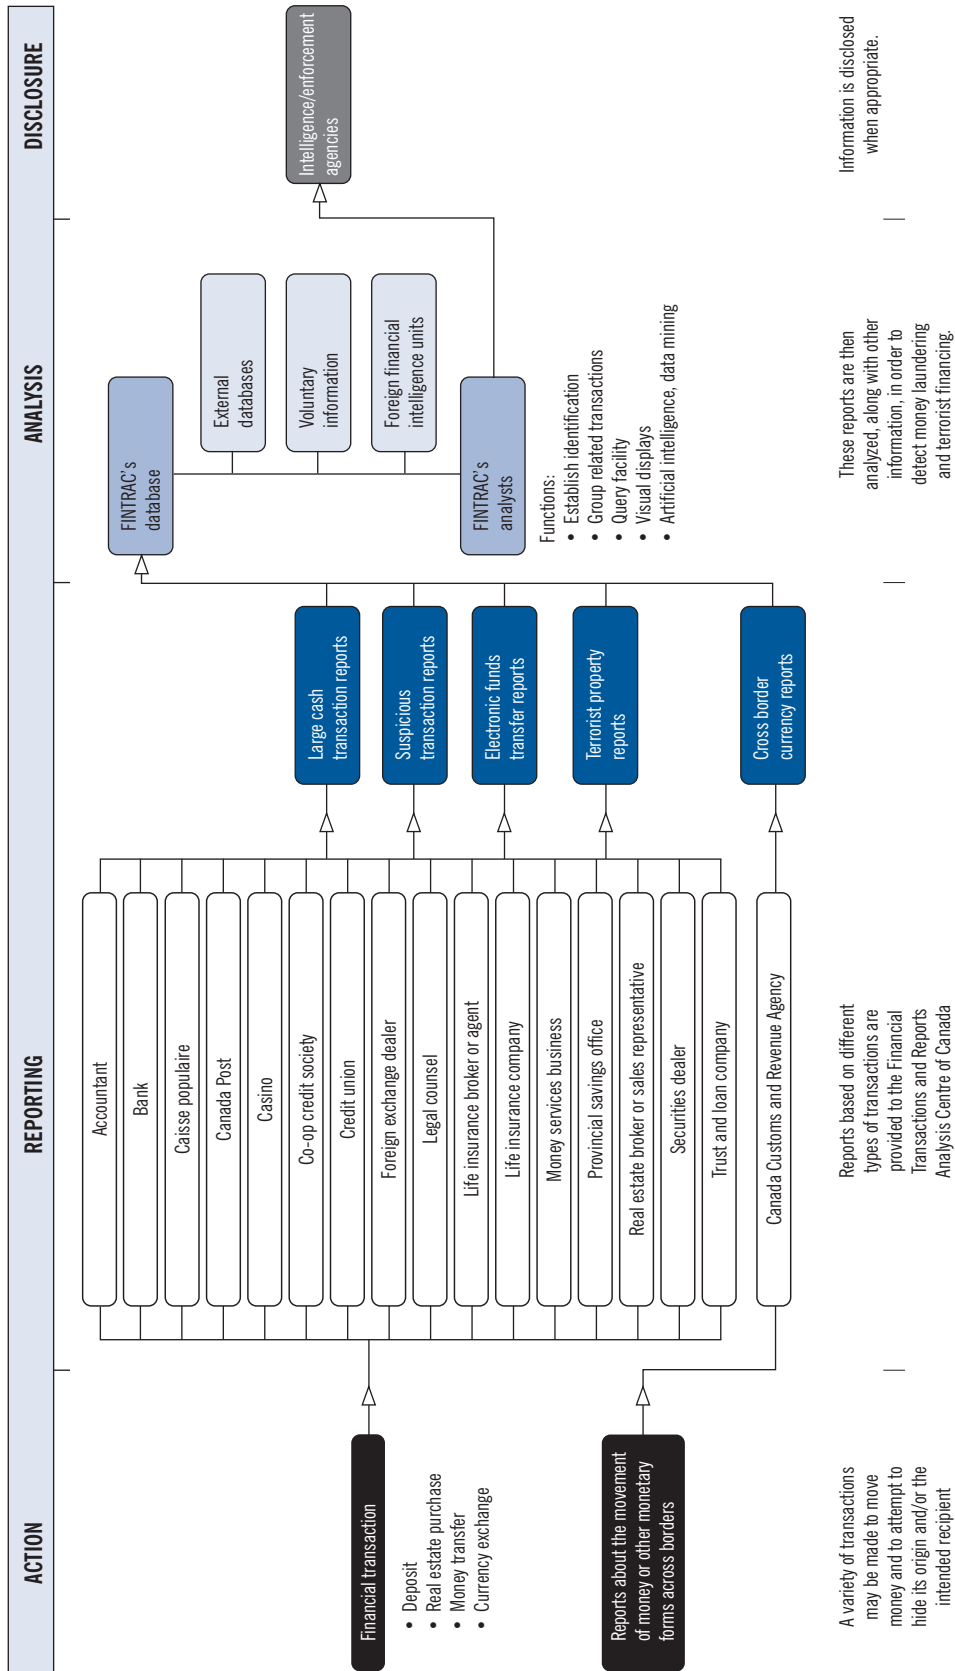 ACTION
REPORTING
ANALYSIS
DISCLOSURE
Financial transaction
• Deposit
• Real estate purchase
• Money transfer
• Currency exchange
Reports about the movement
of money or other monetary
forms across borders
Accountant
Bank
Caisse populaire
Canada Post
Casino
Co-op credit society
Credit union
Foreign exchange dealer
Legal counsel
Life insurance broker or agent
Life insurance company
Money services business
Provincial savings office
Real estate broker or sales representative
Securities dealer
Trust and loan company
Canada Customs and Revenue Agency
Large cash
transaction reports
Suspicious
transaction reports
Electronic funds
transfer reports
Terrorist property
reports
Cross border
currency reports
FINTRAC's
database
External
databases
Voluntary
information
Foreign financial
intelligence units
FINTRAC's
analysts
Functions:
• Establish identification
• Group related transactions
• Query facility
• Visual displays
• Artificial intelligence, data mining
Intelligence/enforcement
agencies
A variety of transactions
may be made to move
money and to attempt to
hide its origin and/or the
intended recipient
Reports based on different
types of transactions are
provided to the Financial
Transactions and Reports
Analysis Centre of Canada
These reports are then
analyzed, along with other
information, in order to
detect money laundering
and terrorist financing.
Information is disclosed
when appropriate.